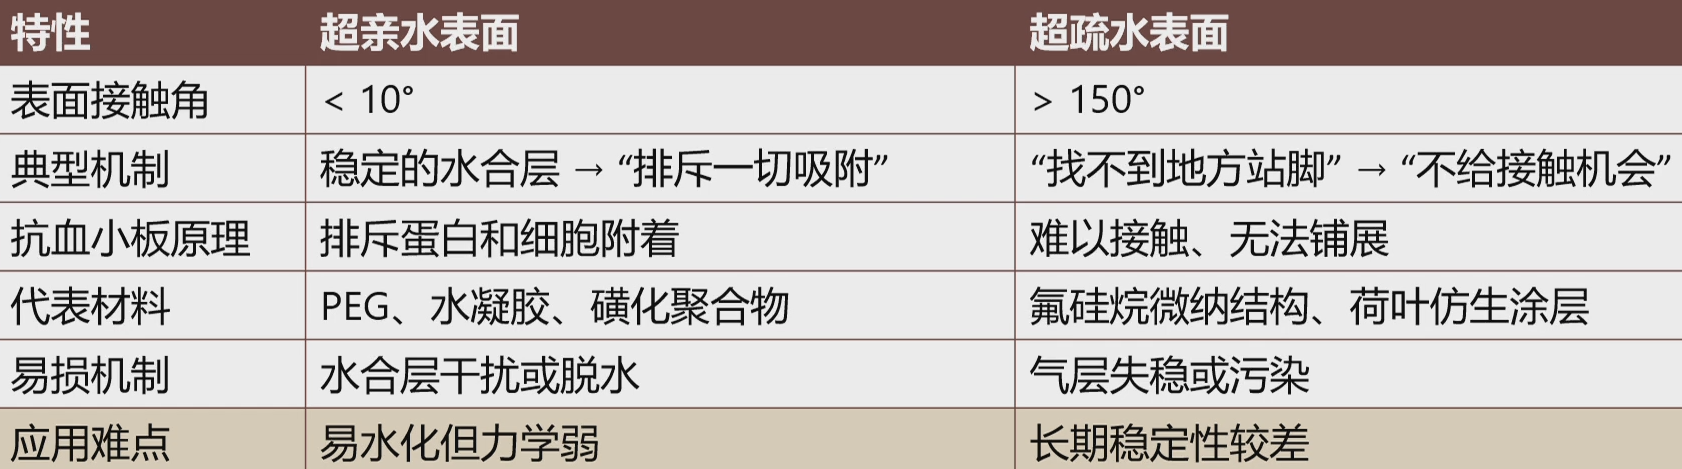 特性 超亲水表面 超疏水表面
表面接触角 < 10° > 150°
典型机制 稳定的水合层 → “排斥一切吸附” “找不到地方站脚” → “不给接触机会”
抗血小板原理 排斥蛋白和细胞附着 难以接触、无法铺展
代表材料 PEG、水凝胶、磺化聚合物 氟硅烷微纳结构、荷叶仿生涂层
易损机制 水合层干扰或脱水 气层失稳或污染
应用难点 易水化但力学弱 长期稳定性较差